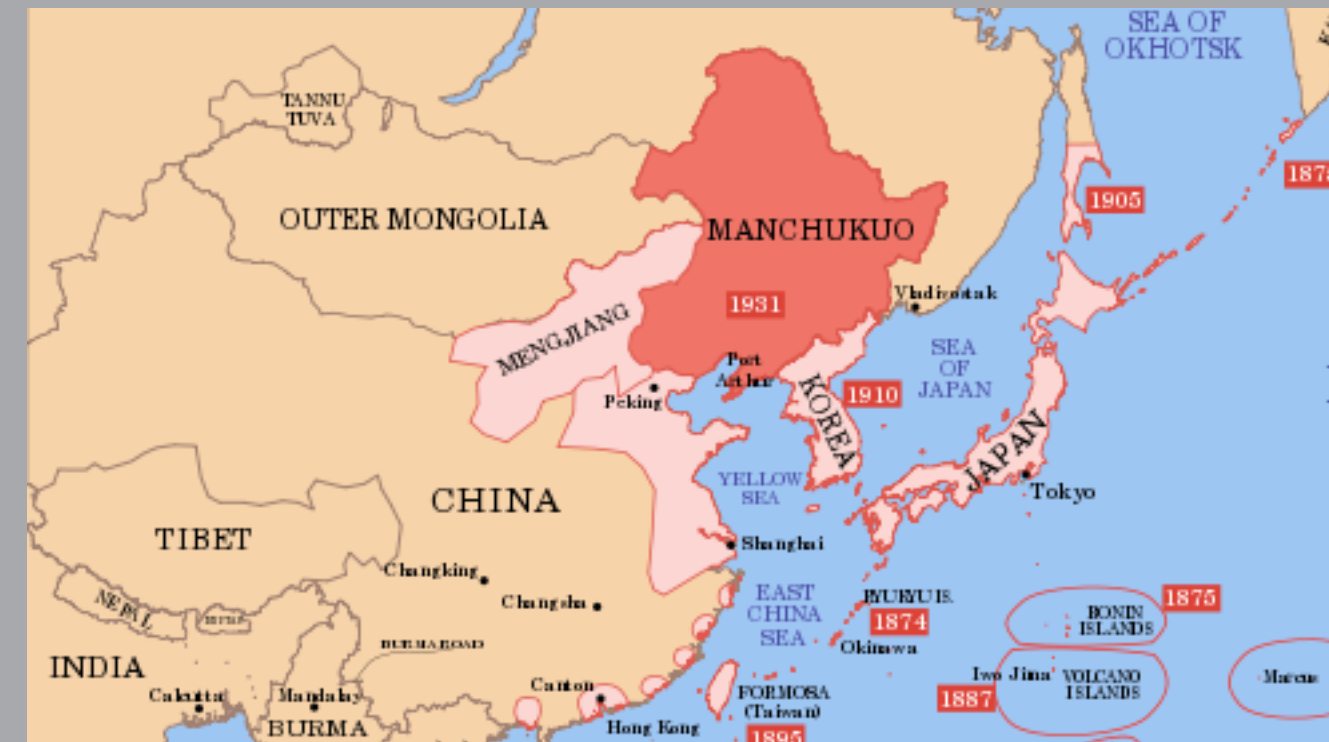 SEA OF
OKHOTSK
TANNU
TUVA
1905
OUTER MONGOLIA
MANCHUKUO
1931
Vladivostak
MENGJIANG
SEA
OF
JAPAN
Port
Arthur
Peking
KOREA
1910
JAPAN
Tokyo
YELLOW
SEA
CHINA
TIBET
Shanghai
Changking
Changsha
NEPAL
EAST
CHINA
SEA
RYUKYU IS.
1874
Okinawa
1875
BONIN
ISLANDS
BURMA ROAD
INDIA
Calcutta
Mandalay
BURMA
Canton
Hong Kong
FORMOSA
(Taiwan)
1895
Iwo Jima
1887
VOLCANO
ISLANDS
Marcus